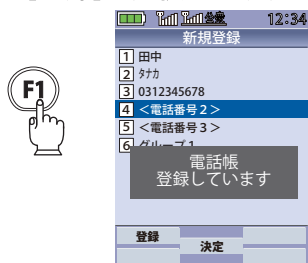 公衆 12:34
新規登録
F1
1 田中
2 ﾀﾅｶ
3 0312345678
4 ＜電話番号２＞
5 ＜電話番号３＞
6 グループ１
電話帳
登録しています
登録
決定